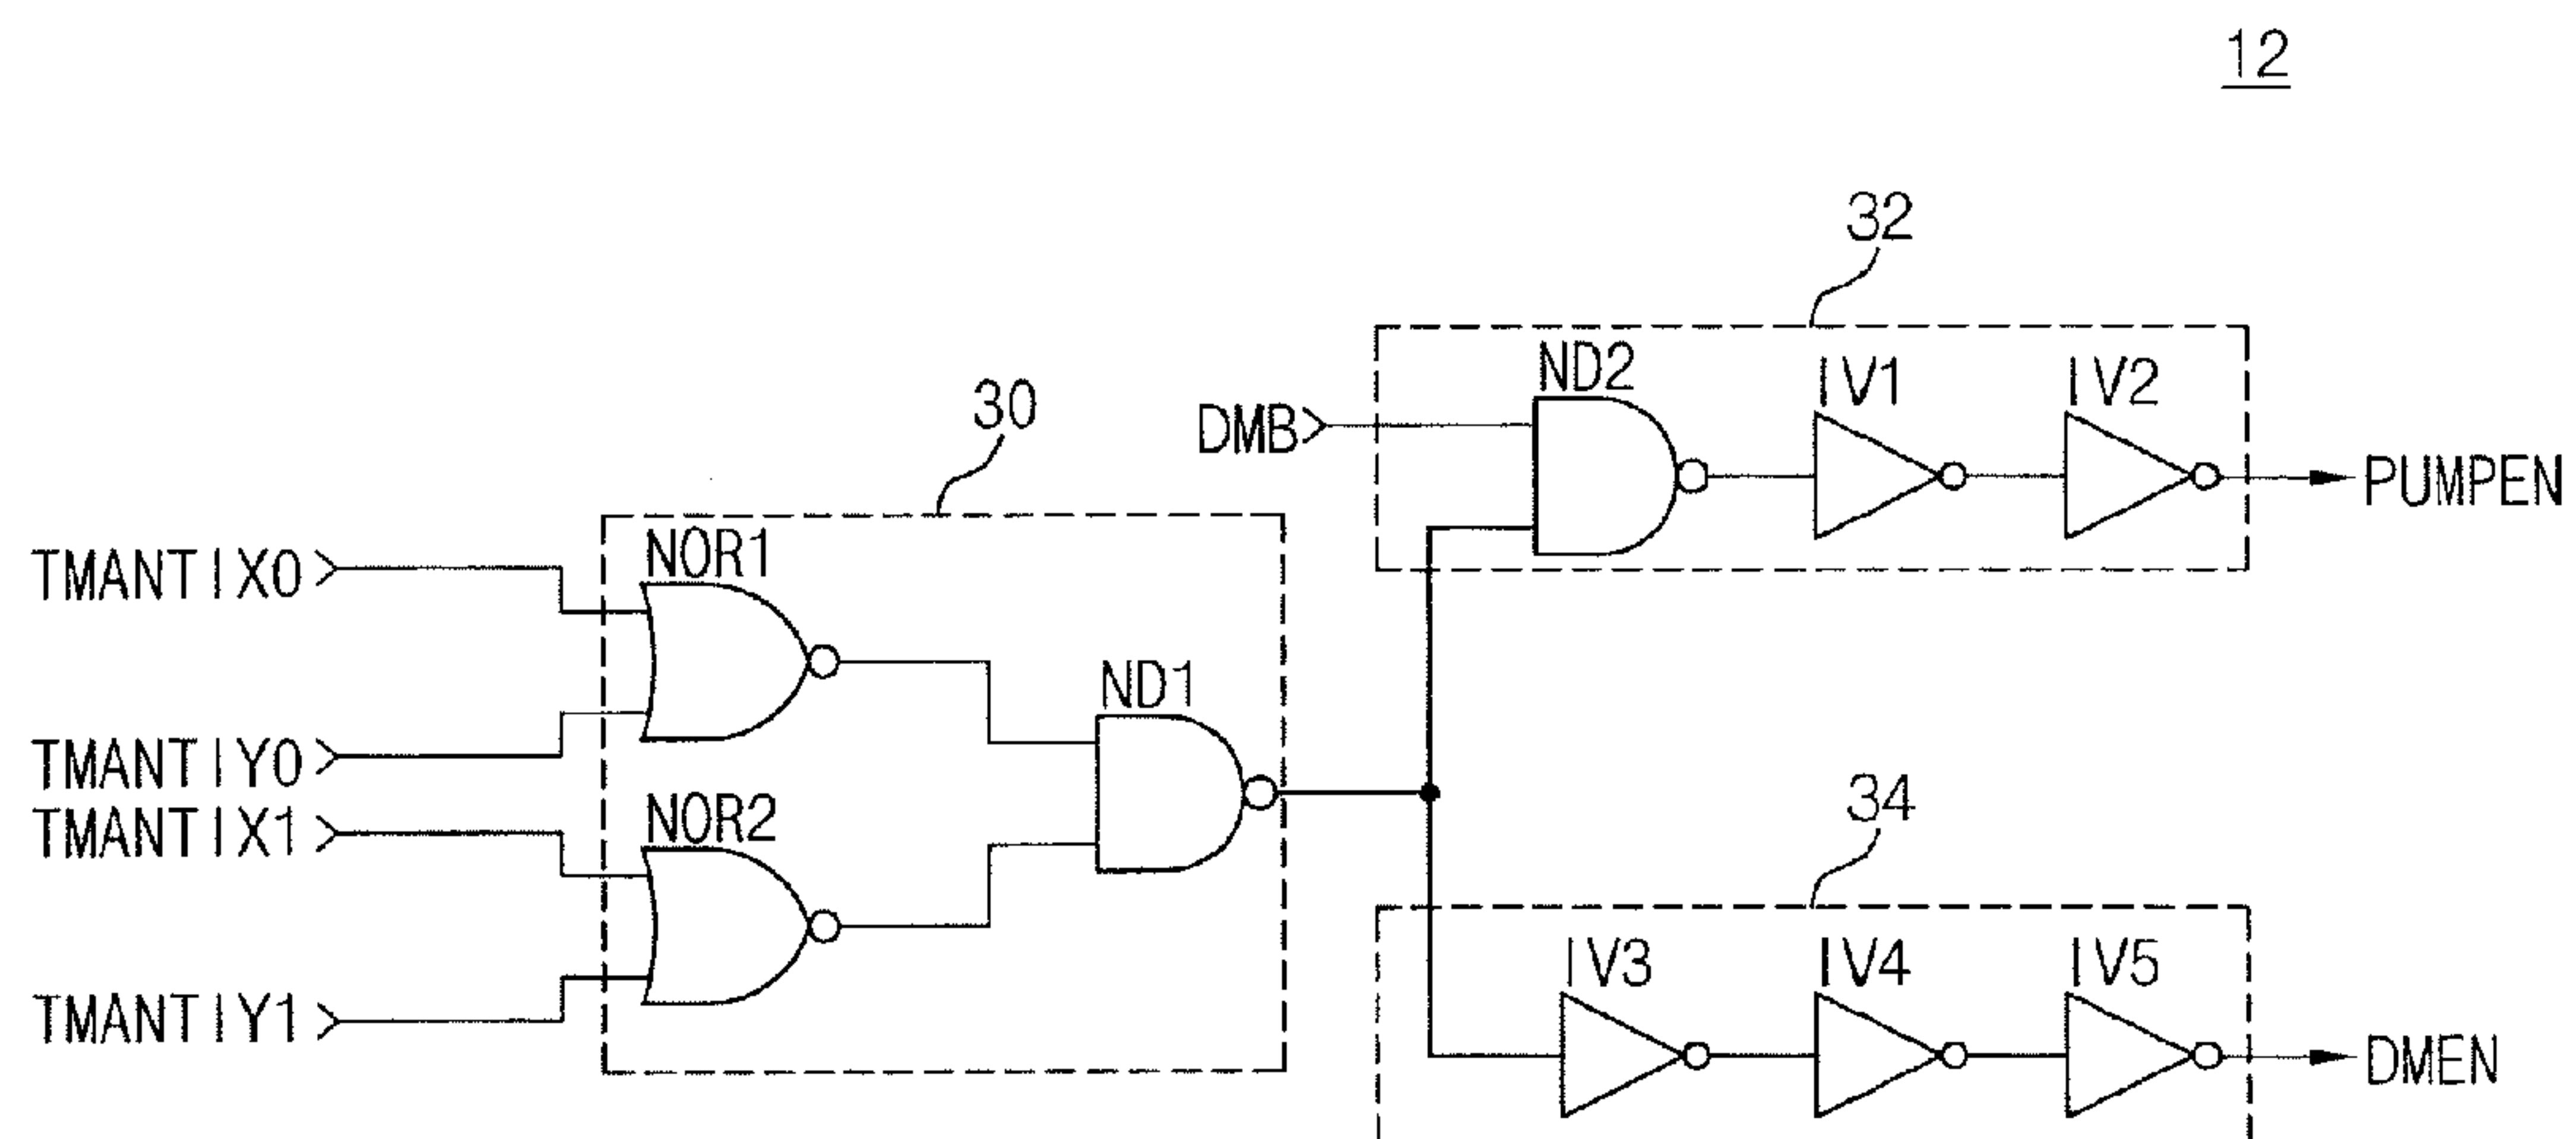 12
32
ND2
IV1
IV2
30
DMB
PUMPEN
TMANTIX0
NOR1
ND1
TMANTIY0
TMANTIX1
NOR2
34
IV3
IV4
IV5
TMANTIY1
DMEN